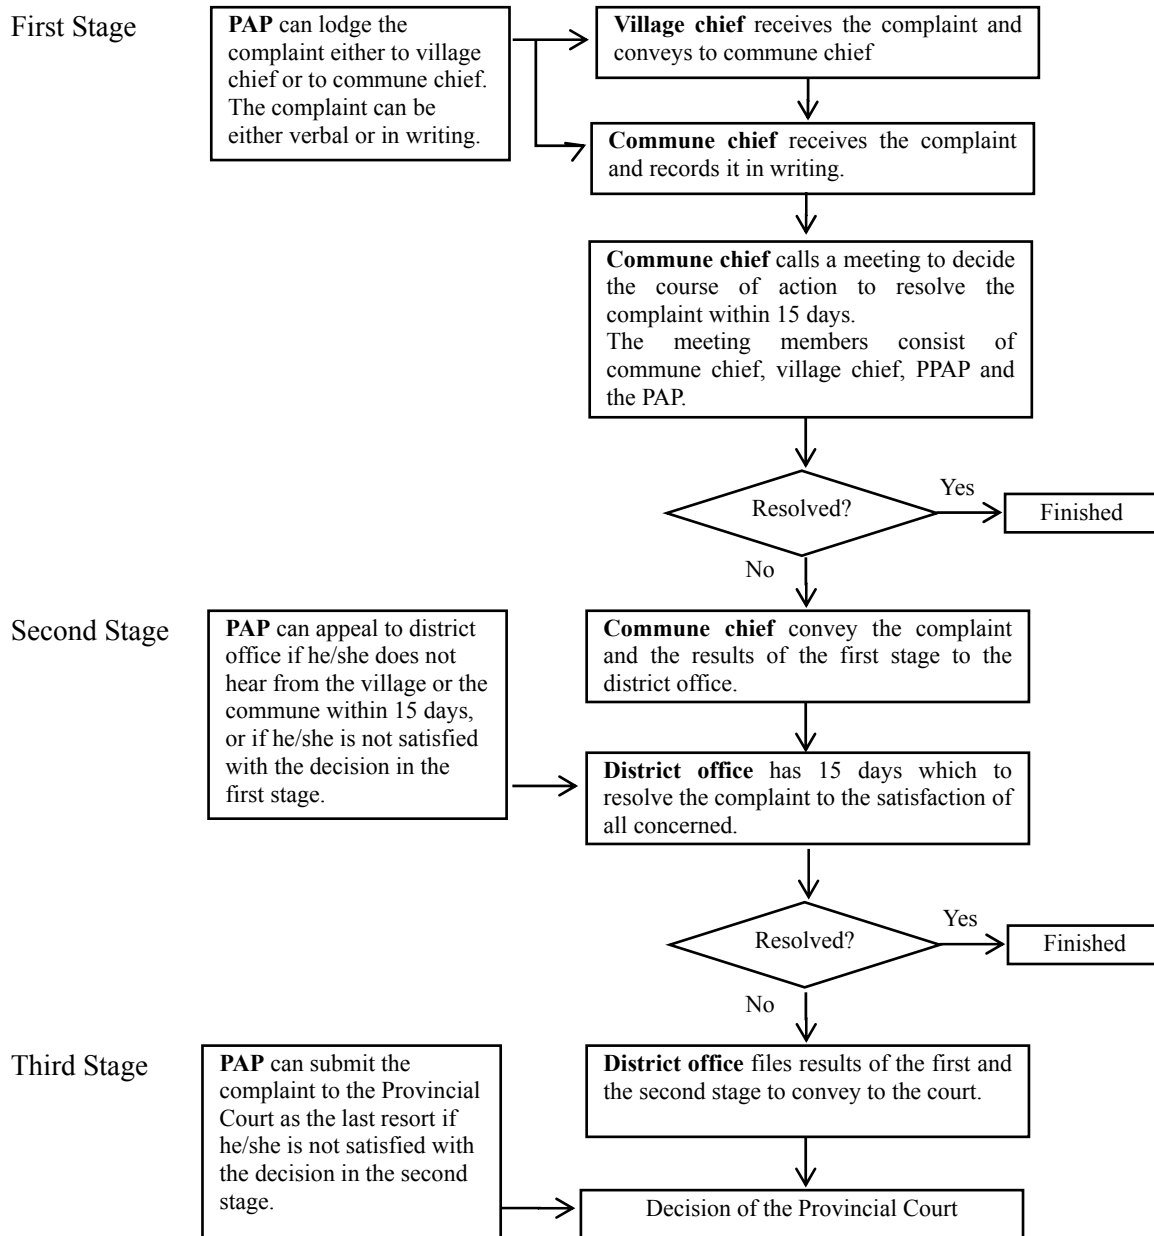 First Stage
PAP can lodge the
complaint either to village
chief or to commune chief.
The complaint can be
either verbal or in writing.
Village chief receives the complaint and
conveys to commune chief
Commune chief receives the complaint
and records it in writing.
Commune chief calls a meeting to decide
the course of action to resolve the
complaint within 15 days.
The meeting members consist of
commune chief, village chief, PPAP and
the PAP.
Resolved?
Yes
Finished
No
Second Stage
PAP can appeal to district
office if he/she does not
hear from the village or the
commune within 15 days,
or if he/she is not satisfied
with the decision in the
first stage.
Commune chief convey the complaint
and the results of the first stage to the
district office.
District office has 15 days which to
resolve the complaint to the satisfaction of
all concerned.
Resolved?
Yes
Finished
No
Third Stage
PAP can submit the
complaint to the Provincial
Court as the last resort if
he/she is not satisfied with
the decision in the second
stage.
District office files results of the first and
the second stage to convey to the court.
Decision of the Provincial Court